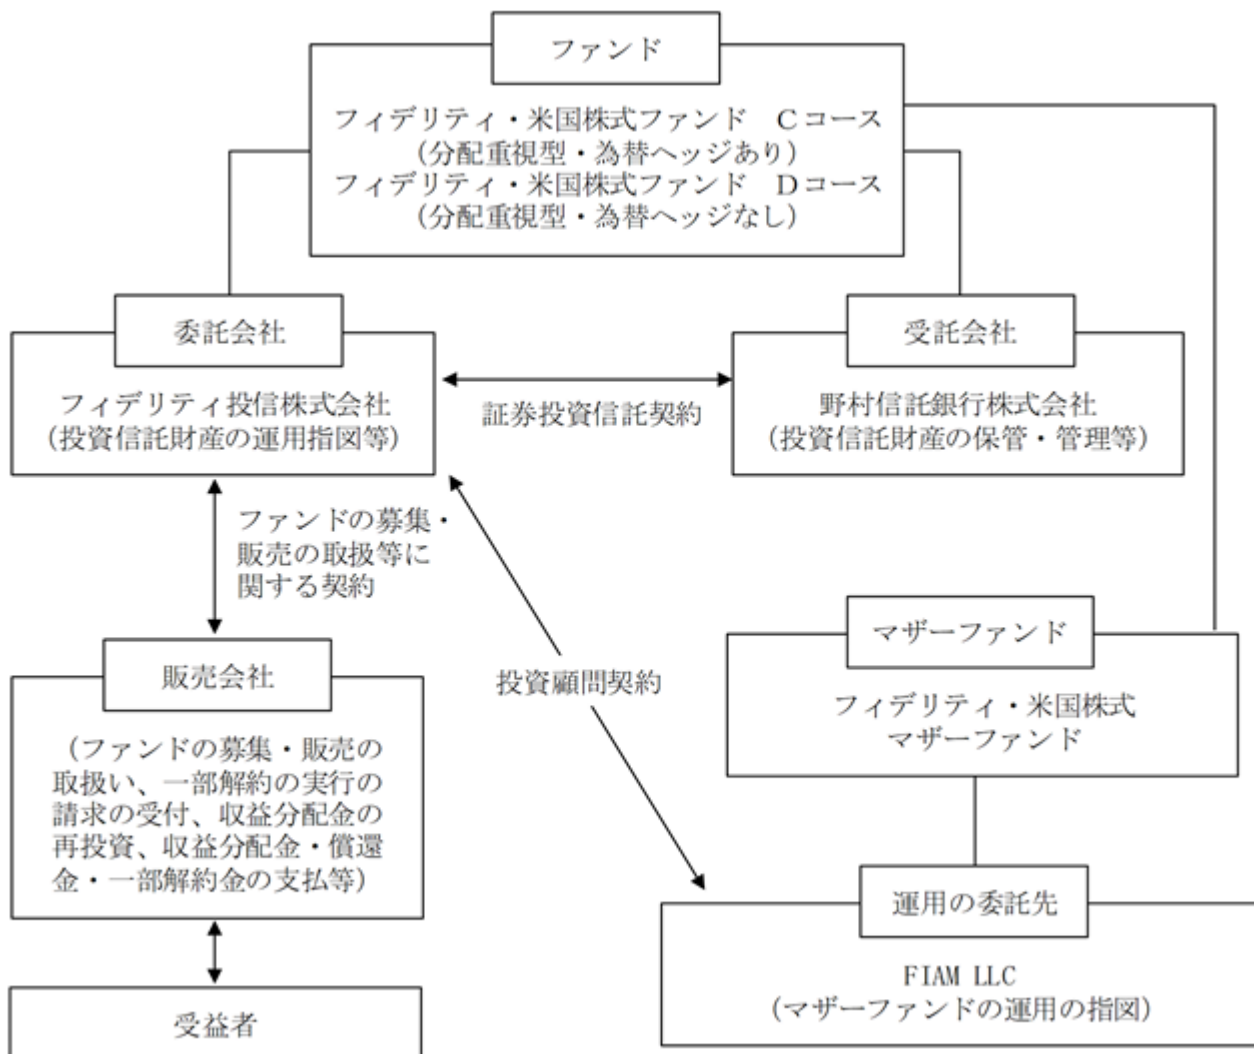 ファンド
フィデリティ・米国株式ファンド　Ｃコース
（分配重視型・為替ヘッジあり）
フィデリティ・米国株式ファンド　Ｄコース
（分配重視型・為替ヘッジなし）
委託会社
フィデリティ投信株式会社
（投資信託財産の運用指図等）
証券投資信託契約
受託会社
野村信託銀行株式会社
（投資信託財産の保管・管理等）
ファンドの募集・
販売の取扱等に
関する契約
投資顧問契約
マザーファンド
フィデリティ・米国株式
マザーファンド
販売会社
（ファンドの募集・販売の
取扱い、一部解約の実行の
請求の受付、収益分配金の
再投資、収益分配金・償還
金・一部解約金の支払等）
運用の委託先
FIAM LLC
（マザーファンドの運用の指図）
受益者